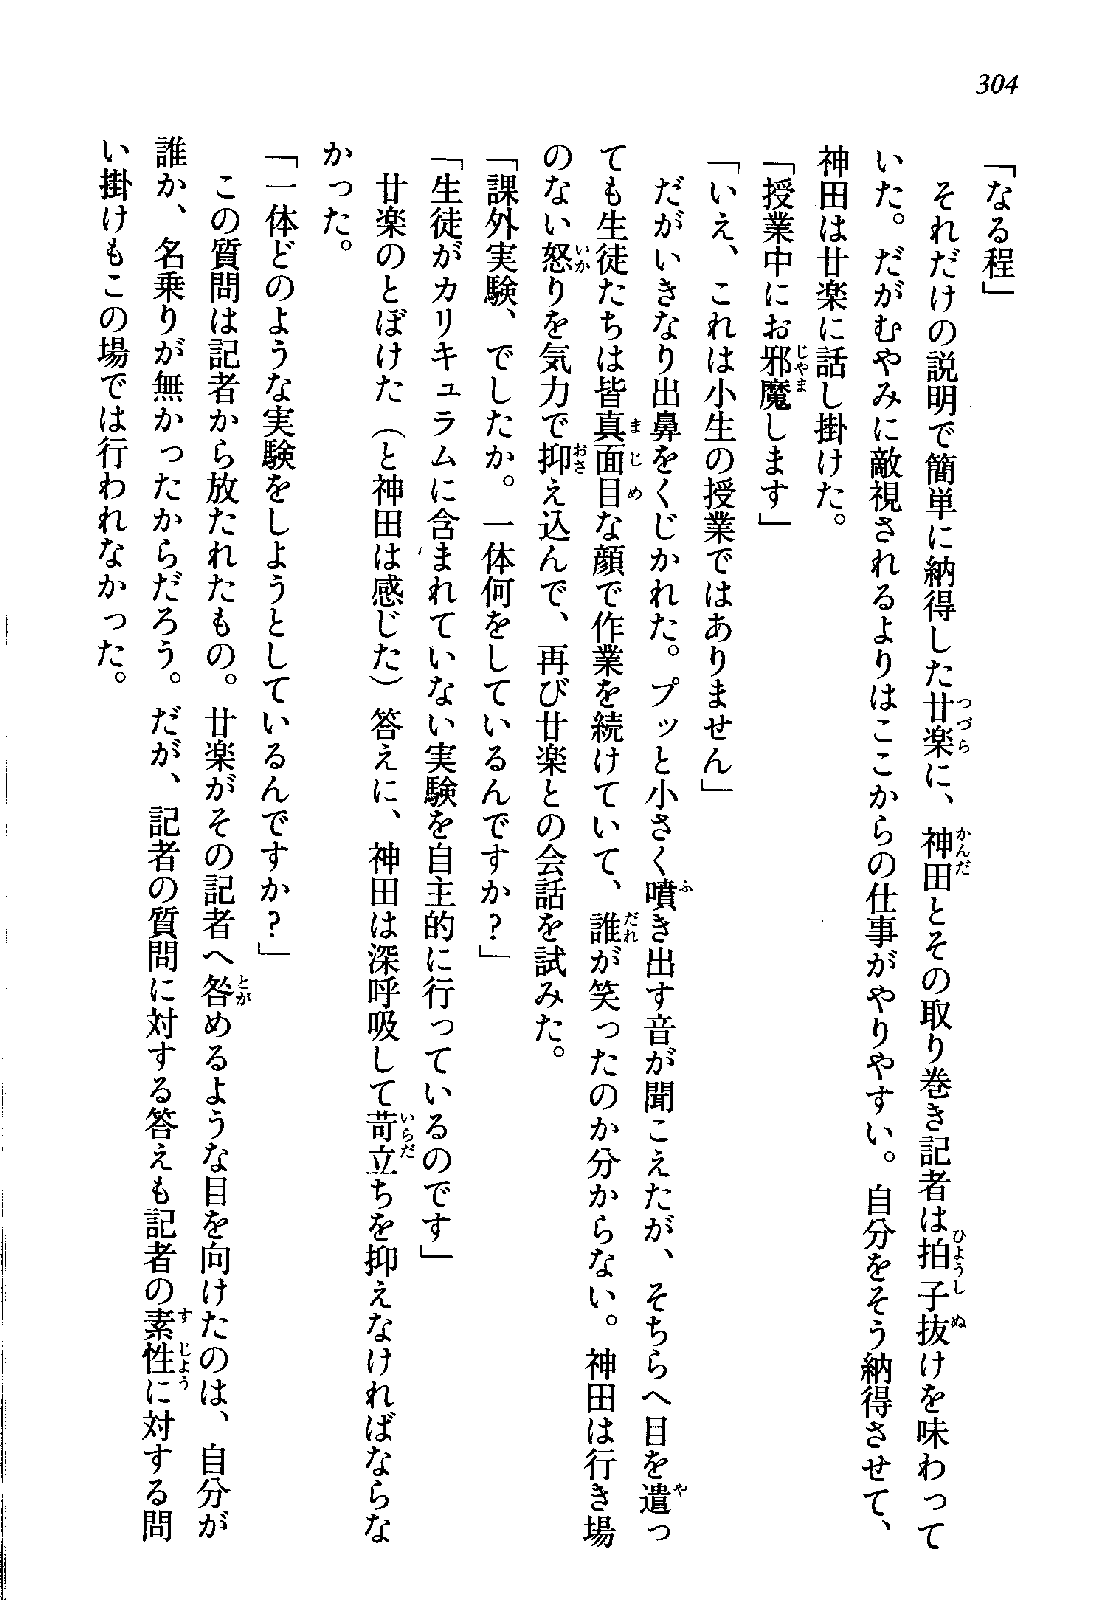 304
「なる程」
　それだけの説明で簡単に納得した廿楽に、神田とその取り巻き記者は拍子抜けを味わって
いた。だがむやみに敵視されるよりはここからの仕事がやりやすい。自分をそう納得させて、
神田は廿楽に話し掛けた。
「授業中にお邪魔します」
「いえ、これは小生の授業ではありません」
　だがいきなり出鼻をくじかれた。プッと小さく噴き出す音が聞こえたが、そちらへ目を遣っ
ても生徒たちは皆真面目な顔で作業を続けていて、誰が笑ったのか分からない。神田は行き場
のない怒りを気力で抑え込んで、再び廿楽との会話を試みた。
「課外実験、でしたか。一体何をしているんですか？」
「生徒がカリキュラムに含まれていない実験を自主的に行っているのです」
　廿楽のとぼけた（と神田は感じた）答えに、神田は深呼吸して苛立ちを抑えなければならな
かった。
「一体どのような実験をしようとしているんですか？」
　この質問は記者から放たれたもの。廿楽がその記者へ咎めるような目を向けたのは、自分が
誰か、名乗りが無かったからだろう。だが、記者の質問に対する答えも記者の素性に対する問
い掛けもこの場では行われなかった。